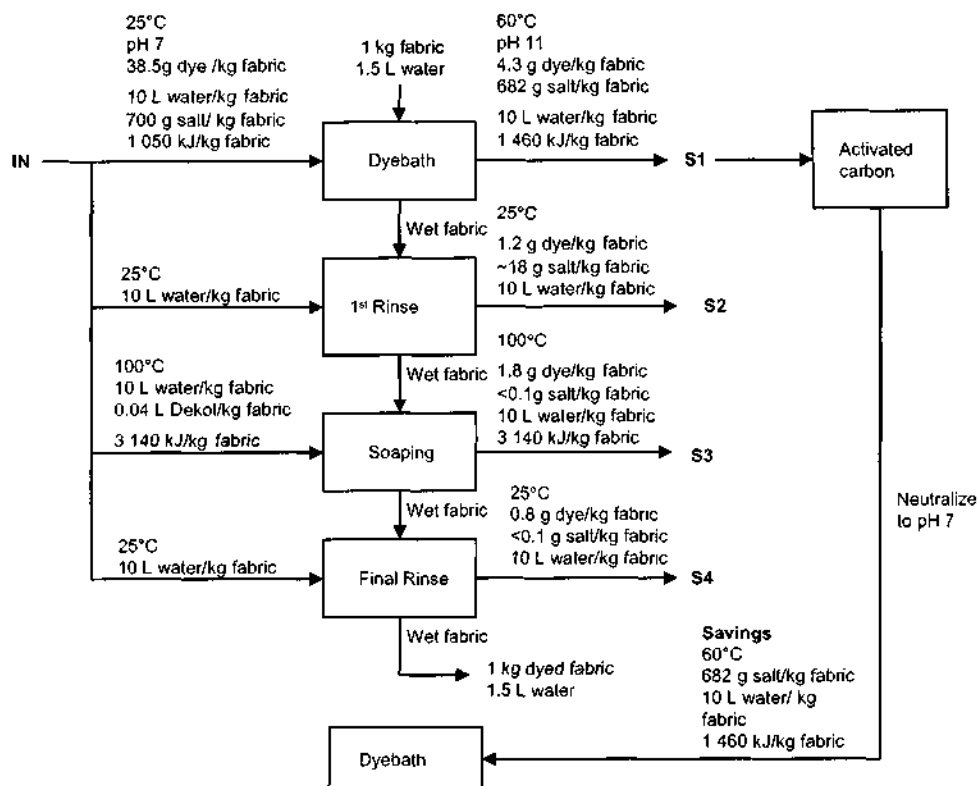 25°C
pH 7
38.5g dye /kg fabric
10 L water/kg fabric
700 g salt/ kg fabric
1 050 kJ/kg fabric
IN
1 kg fabric
1.5 L water
Dyebath
60°C
pH 11
4.3 g dye/kg fabric
682 g salt/kg fabric
10 L water/kg fabric
1 460 kJ/kg fabric
S1
Activated
carbon
Wet fabric
25°C
10 L water/kg fabric
1st Rinse
25°C
1.2 g dye/kg fabric
~18 g salt/kg fabric
10 L water/kg fabric
S2
Wet fabric
100°C
10 L water/kg fabric
0.04 L Dekol/kg fabric
3 140 kJ/kg fabric
Soaping
100°C
1.8 g dye/kg fabric
<0.1g salt/kg fabric
10 L water/kg fabric
3 140 kJ/kg fabric
S3
Wet fabric
25°C
10 L water/kg fabric
Final Rinse
25°C
0.8 g dye/kg fabric
<0.1 g salt/kg fabric
10 L water/kg fabric
S4
Wet fabric
1 kg dyed fabric
1.5 L water
Neutralize
to pH 7
Savings
60°C
682 g salt/kg fabric
10 L water/ kg
fabric
1 460 kJ/kg fabric
Dyebath